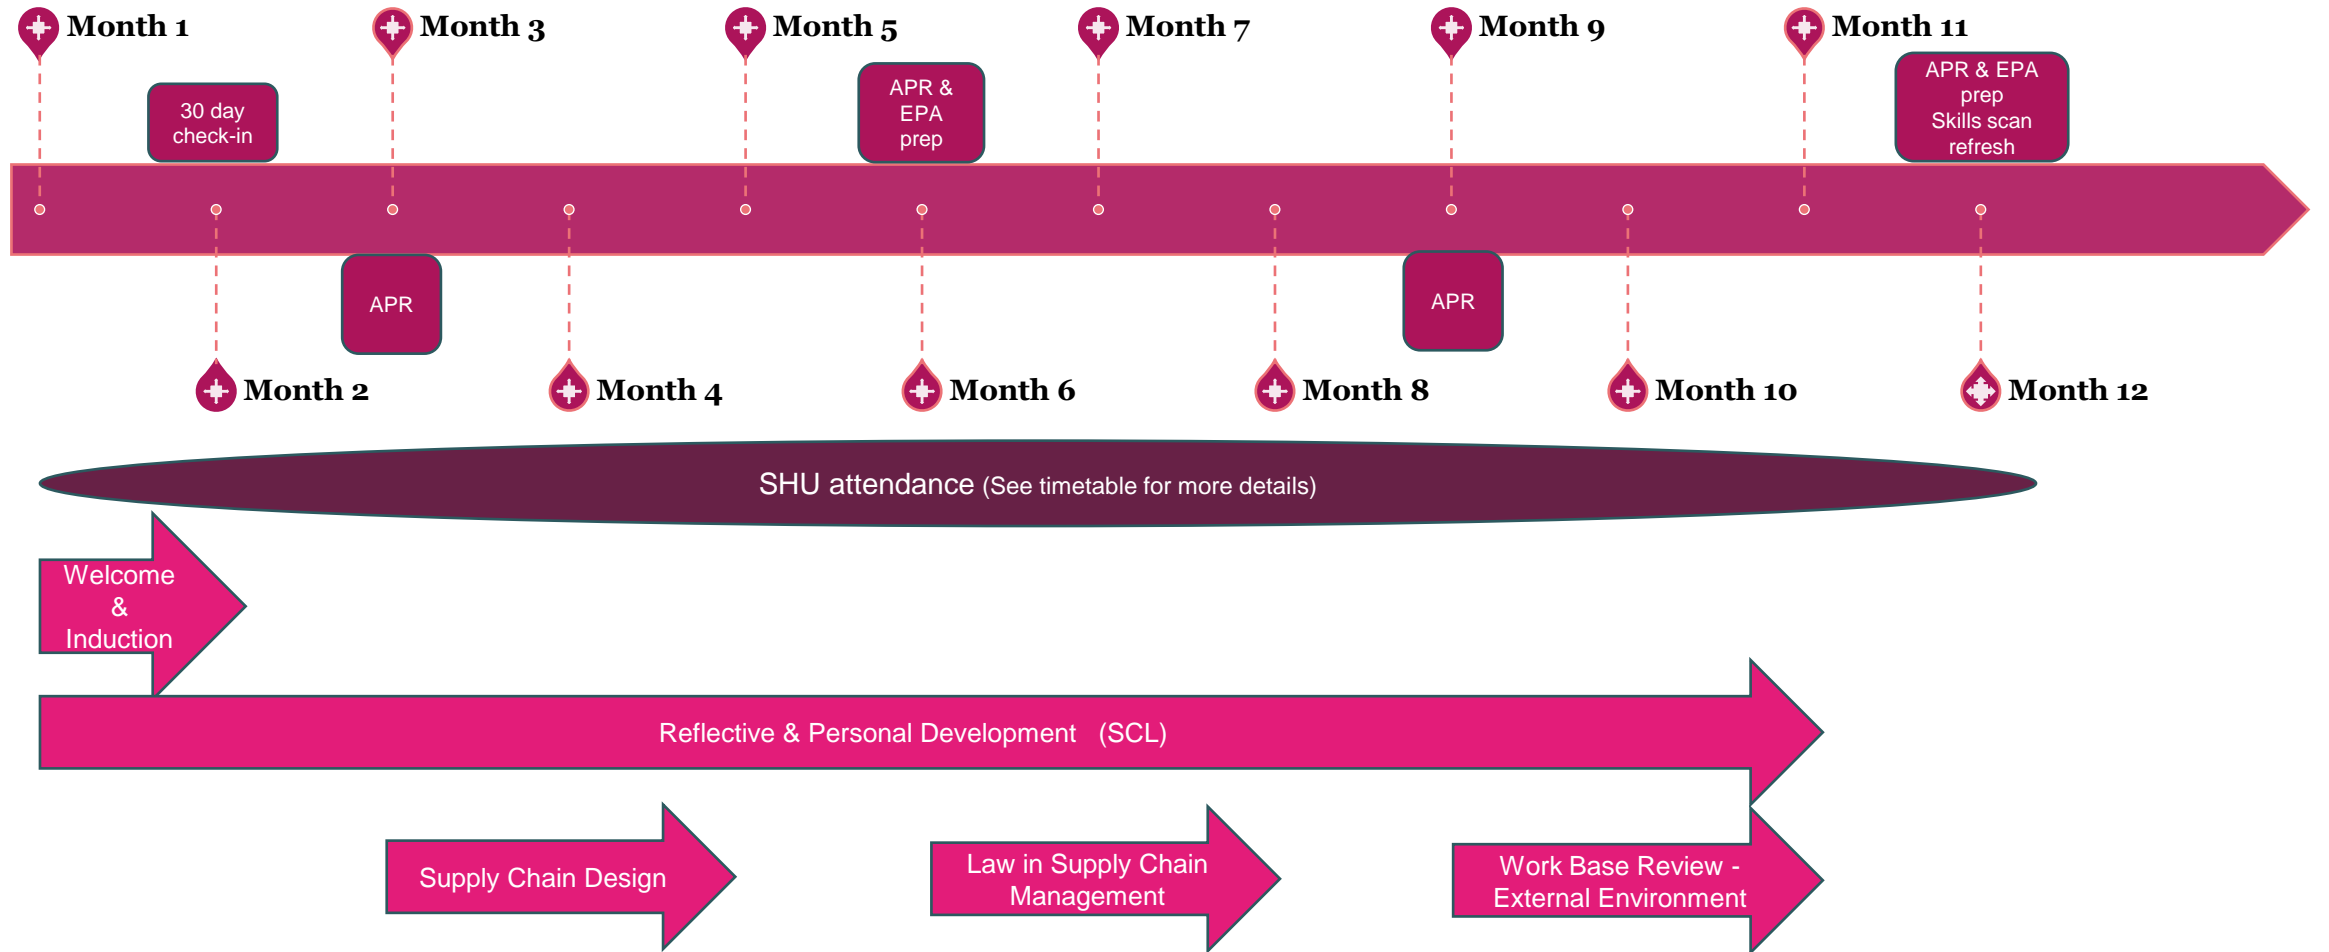 Month 1
Month 3
Month 5
Month 7
Month 9
Month 11
30 day
check-in
APR &
EPA
prep
APR & EPA
prep
Skills scan
refresh
APR
APR
Month 2
Month 4
Month 6
Month 8
Month 10
Month 12
SHU attendance (See timetable for more details)
Welcome
&
Induction
Reflective & Personal Development (SCL)
Supply Chain Design
Law in Supply Chain
Management
Work Base Review -
External Environment